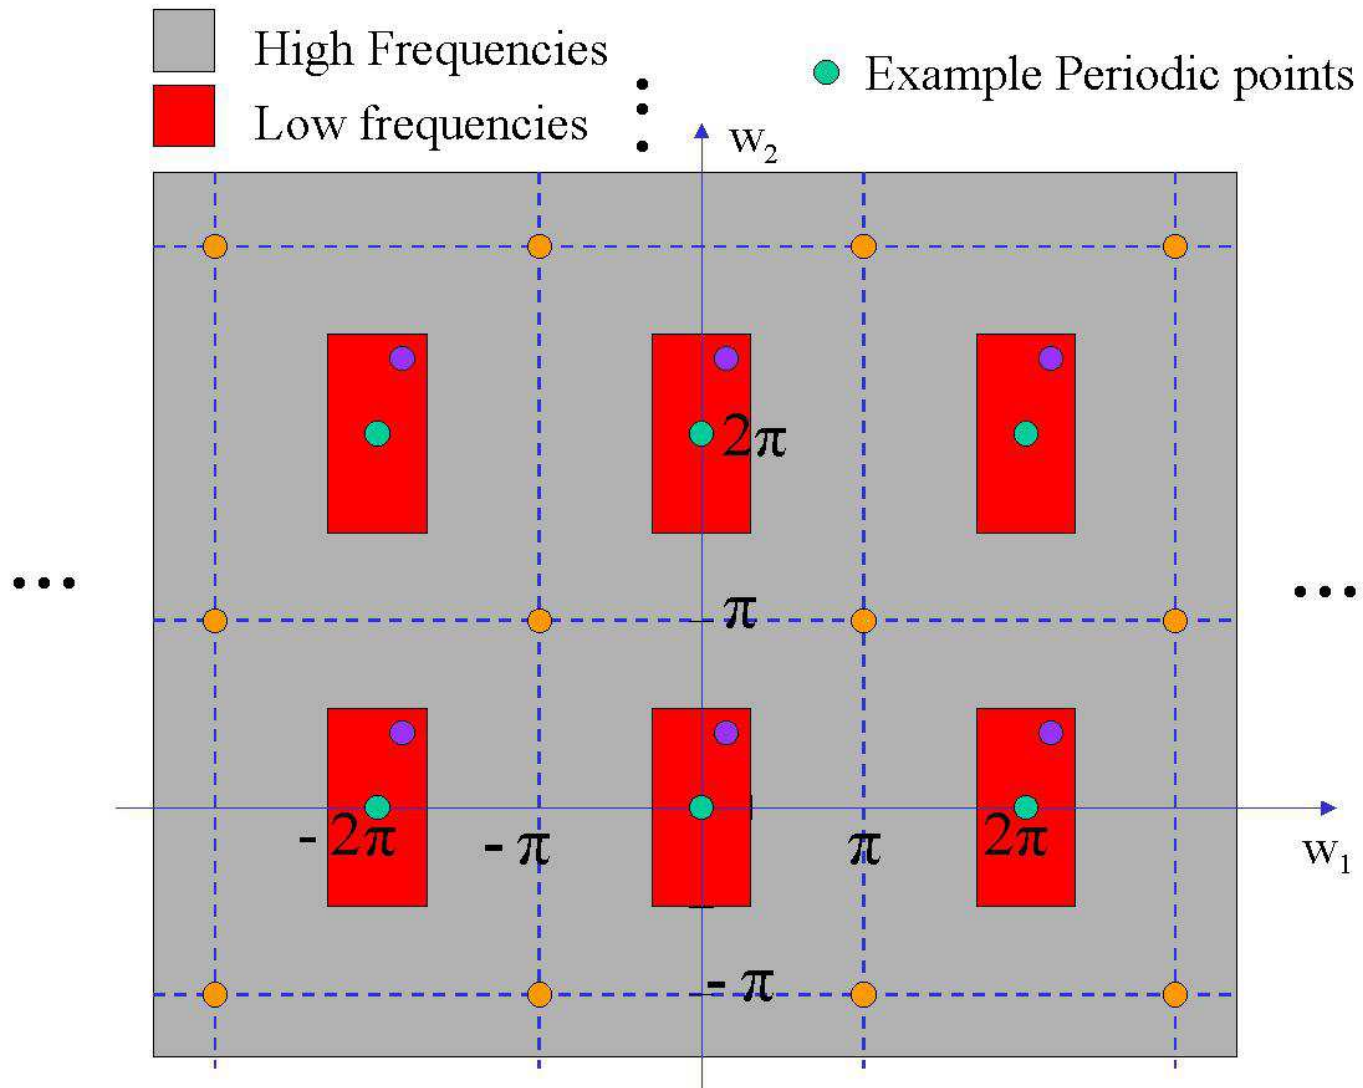 High Frequencies
Low frequencies
Example Periodic points
w₂
2π
π
- 2π
- π
π
2π
w₁
- π